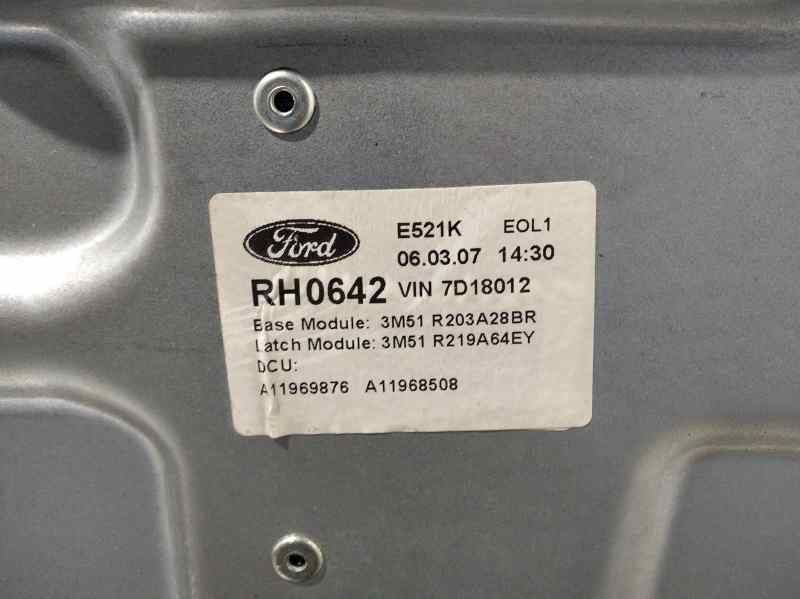 Ford E521K EOL1
06.03.07 14:30
RH0642 VIN 7D18012
Base Module: 3M51 R203A28BR
Latch Module: 3M51 R219A64EY
DCU:
A11969876 A11968508